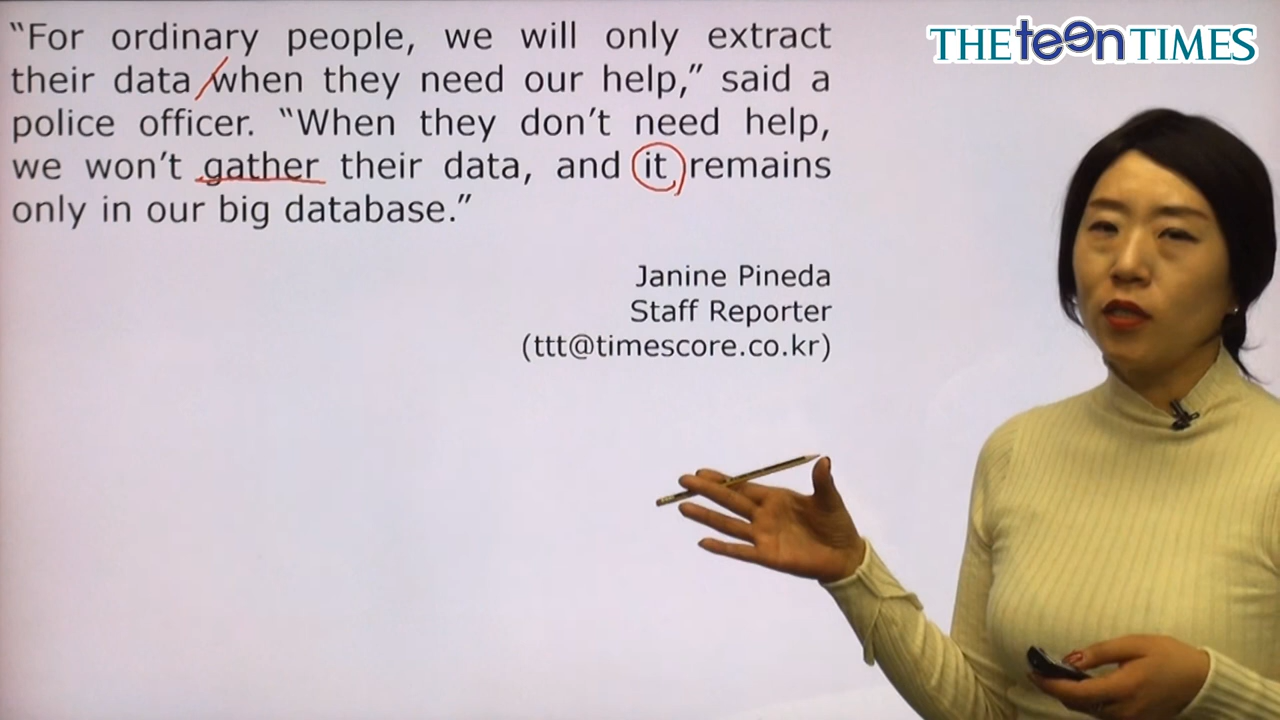 "For ordinary people, we will only extract
their data when they need our help," said a
police officer. "When they don't need help,
we won't gather their data, and it remains
only in our big database."
Janine Pineda
Staff Reporter
(ttt@timescore.co.kr)
THE teen TIMES